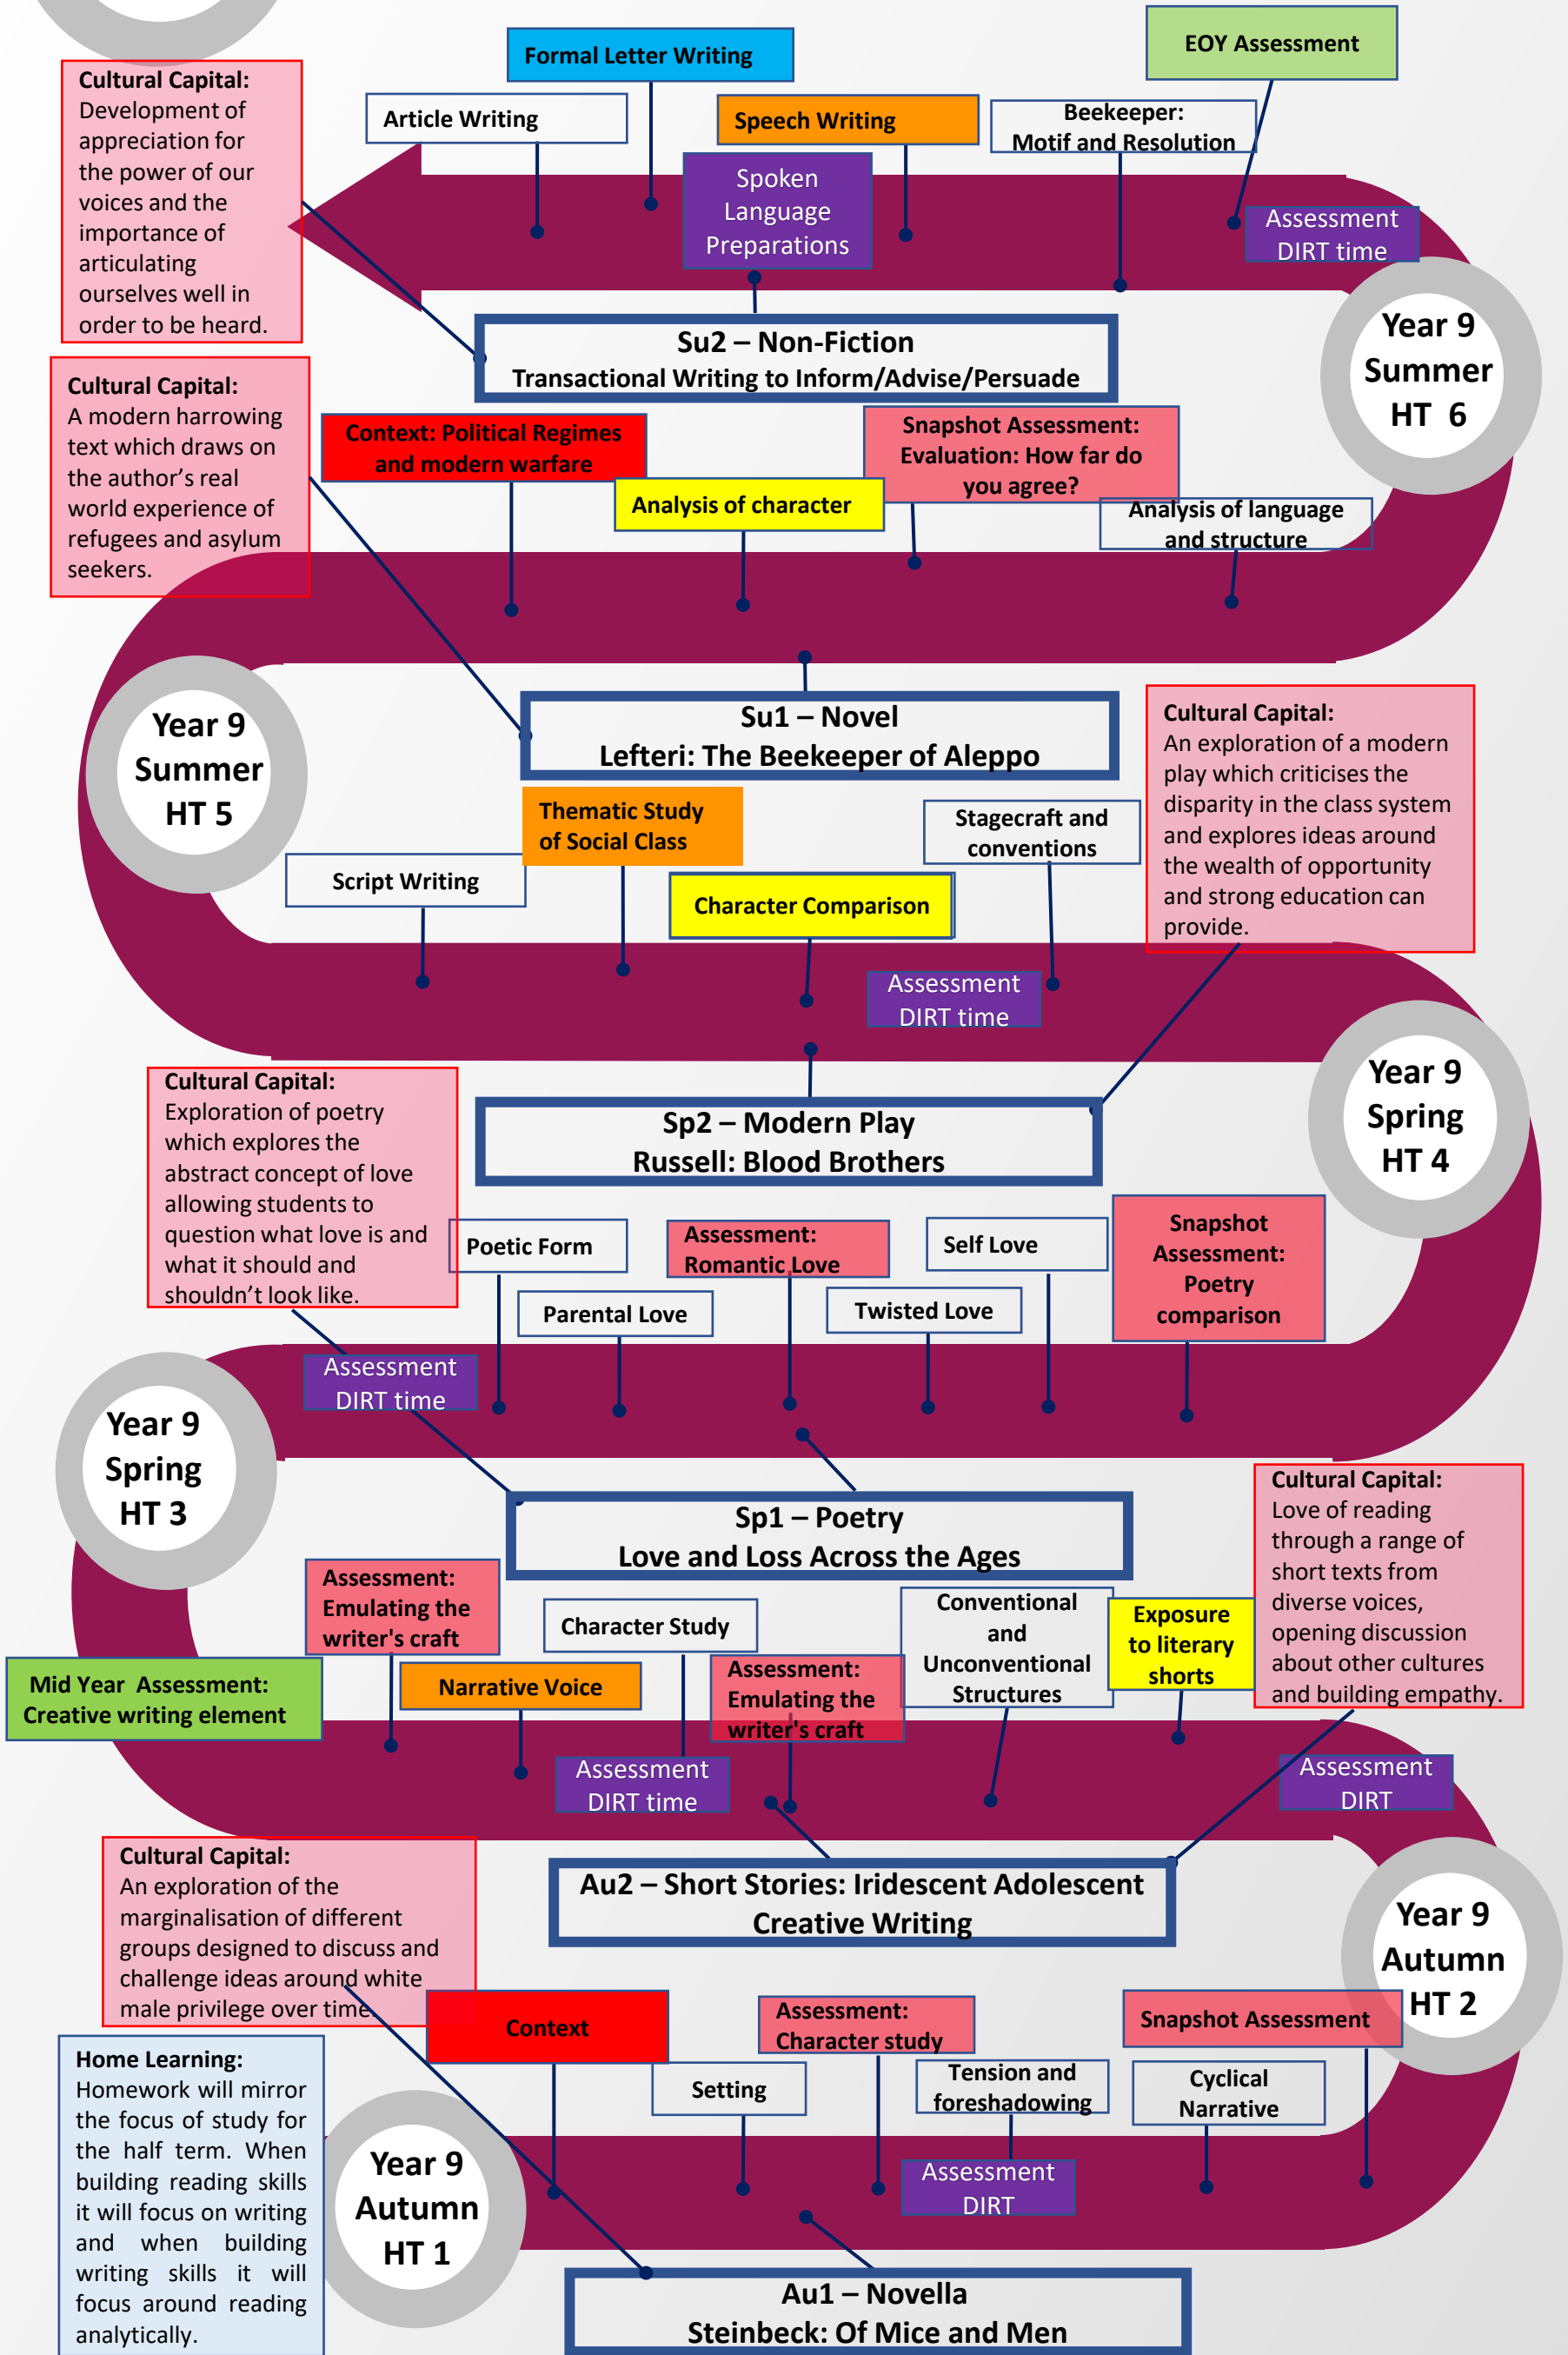 Formal Letter Writing
EOY Assessment
Cultural Capital:
Development of
appreciation for
the power of our
voices and the
importance of
articulating
ourselves well in
order to be heard.
Article Writing
Speech Writing
Beekeeper:
Motif and Resolution
Spoken
Language
Preparations
Assessment
DIRT time
Su2 – Non-Fiction
Transactional Writing to Inform/Advise/Persuade
Year 9
Summer
HT 6
Cultural Capital:
A modern harrowing
text which draws on
the author's real
world experience of
refugees and asylum
seekers.
Context: Political Regimes
and modern warfare
Analysis of character
Snapshot Assessment:
Evaluation: How far do
you agree?
Analysis of language
and structure
Year 9
Summer
HT 5
Su1 – Novel
Lefteri: The Beekeeper of Aleppo
Cultural Capital:
An exploration of a modern
play which criticises the
disparity in the class system
and explores ideas around
the wealth of opportunity
and strong education can
provide.
Script Writing
Thematic Study
of Social Class
Character Comparison
Stagecraft and
conventions
Assessment
DIRT time
Cultural Capital:
Exploration of poetry
which explores the
abstract concept of love
allowing students to
question what love is and
what it should and
shouldn't look like.
Sp2 – Modern Play
Russell: Blood Brothers
Year 9
Spring
HT 4
Poetic Form
Parental Love
Assessment:
Romantic Love
Twisted Love
Self Love
Snapshot
Assessment:
Poetry
comparison
Assessment
DIRT time
Year 9
Spring
HT 3
Sp1 – Poetry
Love and Loss Across the Ages
Cultural Capital:
Love of reading
through a range of
short texts from
diverse voices,
opening discussion
about other cultures
and building empathy.
Mid Year Assessment:
Creative writing element
Assessment:
Emulating the
writer's craft
Narrative Voice
Character Study
Assessment:
Emulating the
writer's craft
Conventional
and
Unconventional
Structures
Exposure
to literary
shorts
Assessment
DIRT time
Assessment
DIRT
Cultural Capital:
An exploration of the
marginalisation of different
groups designed to discuss and
challenge ideas around white
male privilege over time.
Au2 – Short Stories: Iridescent Adolescent
Creative Writing
Year 9
Autumn
HT 2
Context
Setting
Assessment:
Character study
Tension and
foreshadowing
Snapshot Assessment
Cyclical
Narrative
Assessment
DIRT
Home Learning:
Homework will mirror
the focus of study for
the half term. When
building reading skills
it will focus on writing
and when building
writing skills it will
focus around reading
analytically.
Year 9
Autumn
HT 1
Au1 – Novella
Steinbeck: Of Mice and Men